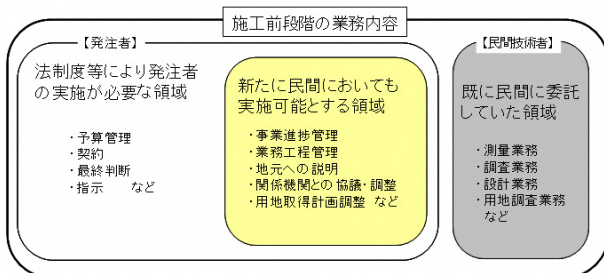 施工前段階の業務内容
【発注者】
法制度等により発注者
の実施が必要な領域
・予算管理
・契約
・最終判断
・指示　など
新たに民間においても
実施可能とする領域
・事業進捗管理
・業務工程管理
・地元への説明
・関係機関との協議・調整
・用地取得計画調整 など
【民間技術者】
既に民間に委託
していた領域
・測量業務
・調査業務
・設計業務
・用地調査業務
など